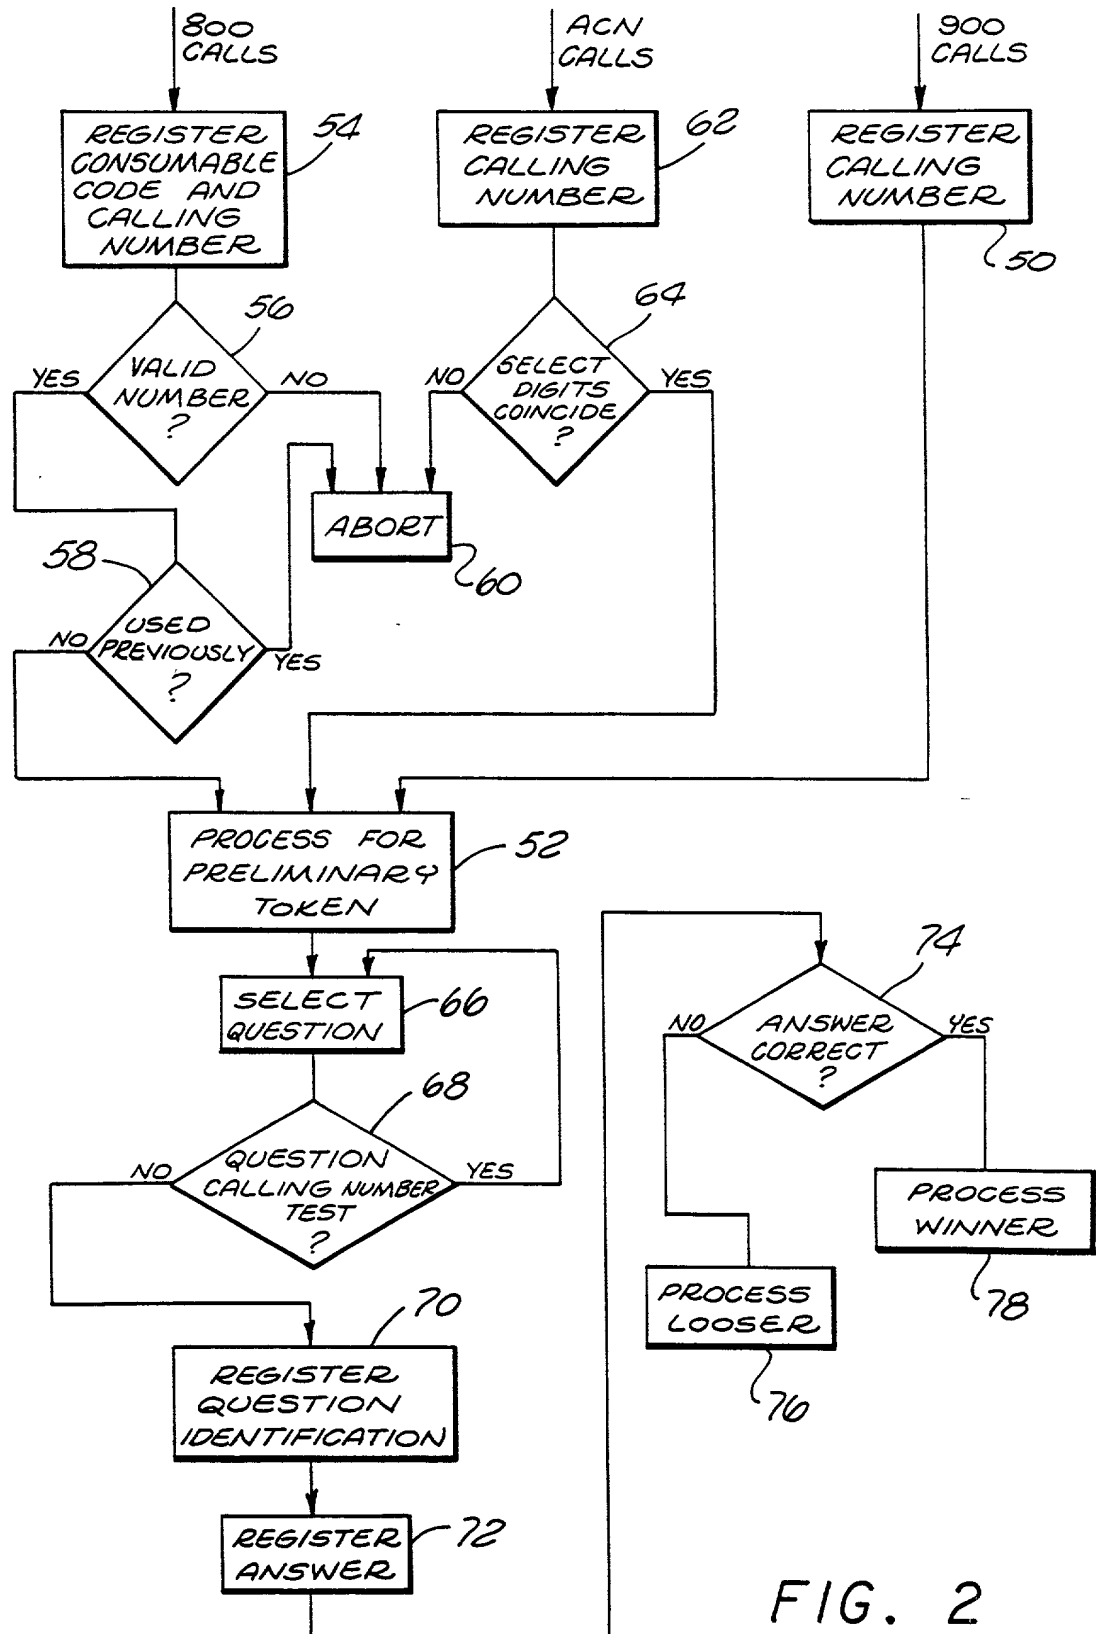 800
CALLS
ACN
CALLS
900
CALLS
REGISTER
CONSUMABLE
CODE AND
CALLING
NUMBER
54
REGISTER
CALLING
NUMBER
62
REGISTER
CALLING
NUMBER
50
56
VALID
NUMBER
?
YES
NO
64
SELECT
DIGITS
COINCIDE
?
NO
YES
ABORT
60
58
USED
PREVIOUSLY
?
NO
YES
PROCESS FOR
PRELIMINARY
TOKEN
52
SELECT
QUESTION
66
68
QUESTION
CALLING NUMBER
TEST
?
NO
YES
70
REGISTER
QUESTION
IDENTIFICATION
REGISTER
ANSWER
72
74
ANSWER
CORRECT
?
NO
YES
PROCESS
WINNER
78
PROCESS
LOOSER
76
FIG. 2